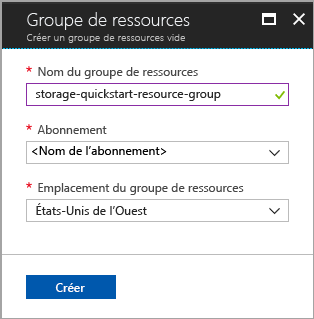 Groupe de ressources
Créer un groupe de ressources vide
* Nom du groupe de ressources
storage-quickstart-resource-group
* Abonnement
<Nom de l'abonnement>
* Emplacement du groupe de ressources
États-Unis de l'Ouest
Créer